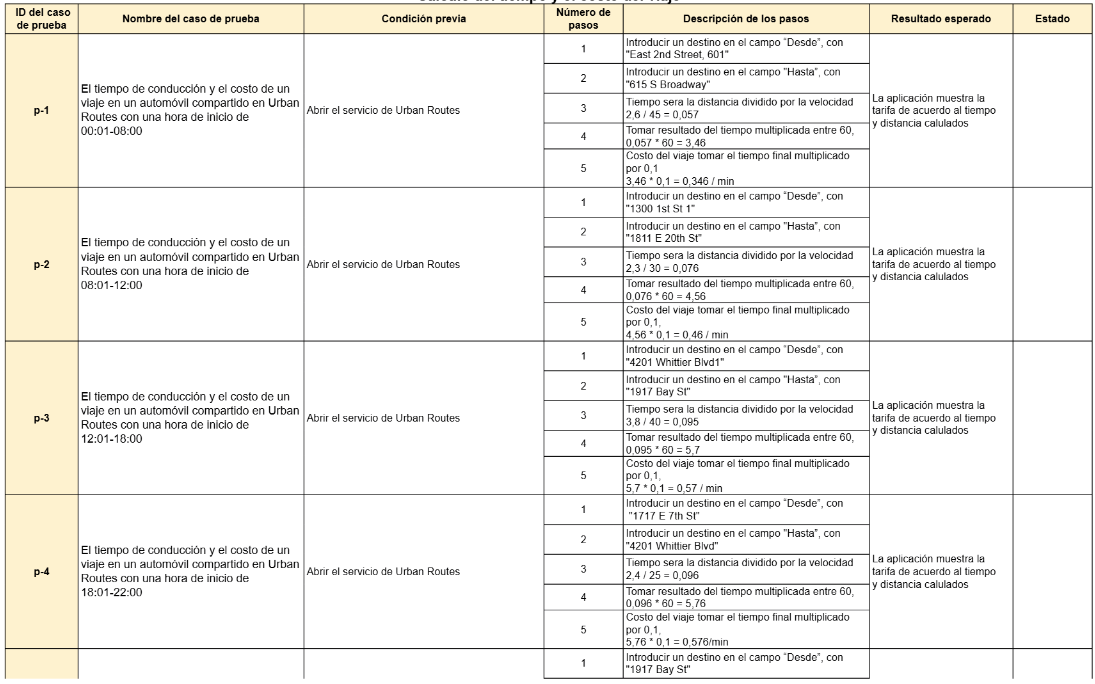 ID del caso de prueba
Nombre del caso de prueba
Condición previa
Número de pasos
Descripción de los pasos
Resultado esperado
Estado
p-1
El tiempo de conducción y el costo de un
viaje en un automóvil compartido en Urban
Routes con una hora de inicio de
00:01-08:00
Abrir el servicio de Urban Routes
1
Introducir un destino en el campo "Desde", con
"East 2nd Street, 601"
2
Introducir un destino en el campo "Hasta", con
"615 S Broadway"
3
Tiempo sera la distancia dividido por la velocidad
2,6 / 45 = 0,057
4
Tomar resultado del tiempo multiplicada entre 60,
0,057 * 60 = 3,46
5
Costo del viaje tomar el tiempo final multiplicado
por 0,1
3,46 * 0,1 = 0,346 / min
La aplicación muestra la
tarifa de acuerdo al tiempo
y distancia calulados
p-2
El tiempo de conducción y el costo de un
viaje en un automóvil compartido en Urban
Routes con una hora de inicio de
08:01-12:00
Abrir el servicio de Urban Routes
1
Introducir un destino en el campo "Desde", con
"1300 1st St 1"
2
Introducir un destino en el campo "Hasta", con
"1811 E 20th St"
3
Tiempo sera la distancia dividido por la velocidad
2,3 / 30 = 0,076
4
Tomar resultado del tiempo multiplicada entre 60,
0,076 * 60 = 4,56
5
Costo del viaje tomar el tiempo final multiplicado
por 0,1,
4,56 * 0,1 = 0,46 / min
La aplicación muestra la
tarifa de acuerdo al tiempo
y distancia calulados
p-3
El tiempo de conducción y el costo de un
viaje en un automóvil compartido en Urban
Routes con una hora de inicio de
12:01-18:00
Abrir el servicio de Urban Routes
1
Introducir un destino en el campo "Desde", con
"4201 Whittier Blvd1"
2
Introducir un destino en el campo "Hasta", con
"1917 Bay St"
3
Tiempo sera la distancia dividido por la velocidad
3,8 / 40 = 0,095
4
Tomar resultado del tiempo multiplicada entre 60,
0,095 * 60 = 5,7
5
Costo del viaje tomar el tiempo final multiplicado
por 0,1,
5,7 * 0,1 = 0,57 / min
La aplicación muestra la
tarifa de acuerdo al tiempo
y distancia calulados
p-4
El tiempo de conducción y el costo de un
viaje en un automóvil compartido en Urban
Routes con una hora de inicio de
18:01-22:00
Abrir el servicio de Urban Routes
1
Introducir un destino en el campo "Desde", con
"1717 E 7th St"
2
Introducir un destino en el campo "Hasta", con
"4201 Whittier Blvd"
3
Tiempo sera la distancia dividido por la velocidad
2,4 / 25 = 0,096
4
Tomar resultado del tiempo multiplicada entre 60,
0,096 * 60 = 5,76
5
Costo del viaje tomar el tiempo final multiplicado
por 0,1,
5,76 * 0,1 = 0,576/min
La aplicación muestra la
tarifa de acuerdo al tiempo
y distancia calulados
1
Introducir un destino en el campo "Desde", con
"1917 Bay St"